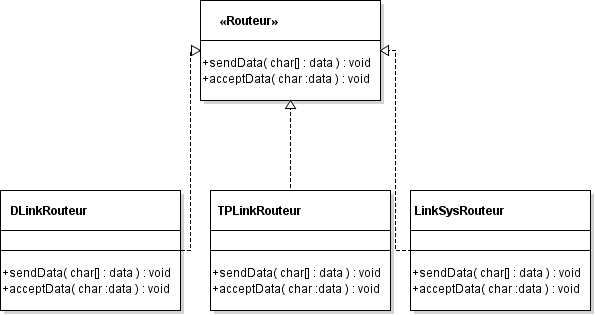 «Routeur»
+sendData( char[] : data ) : void
+acceptData( char :data ) : void
DLinkRouteur
+sendData( char[] : data ) : void
+acceptData( char :data ) : void
TPLinkRouteur
+sendData( char[] : data ) : void
+acceptData( char :data ) : void
LinkSysRouteur
+sendData( char[] : data ) : void
+acceptData( char :data ) : void